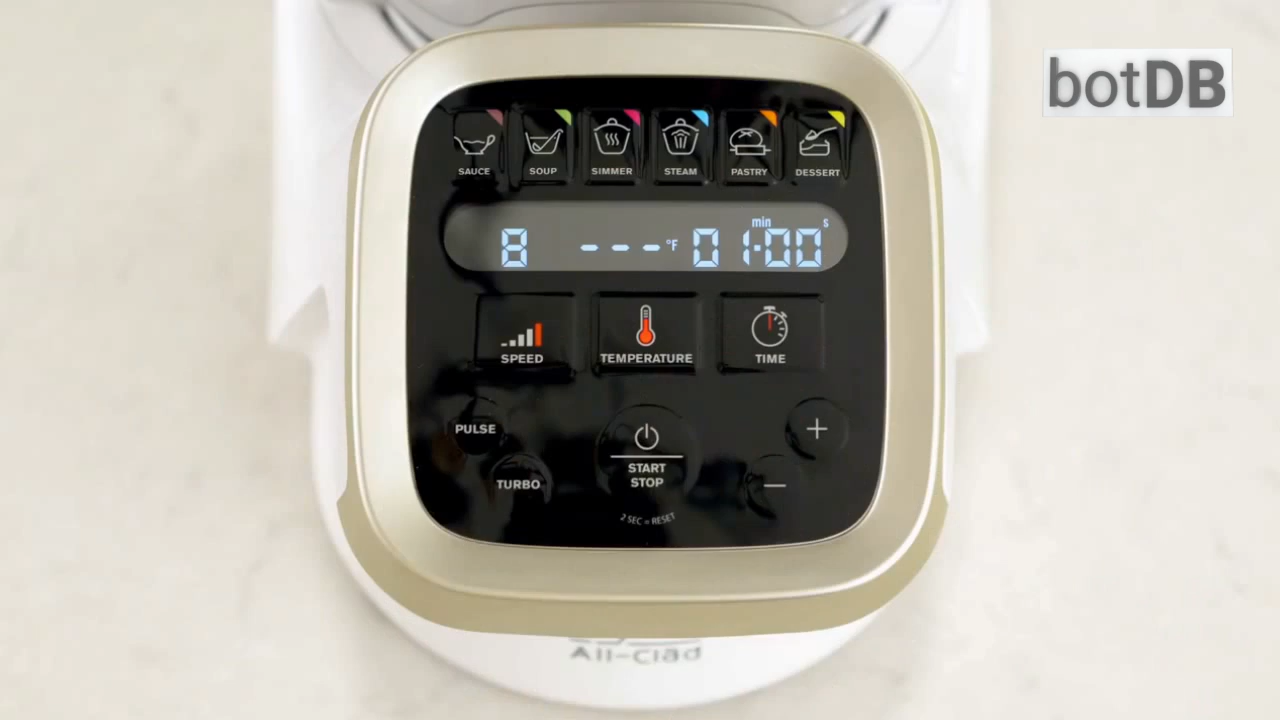 botDB
SAUCE SOUP SIMMER STEAM PASTRY DESSERT
min s
8 ---°F 01:00
SPEED TEMPERATURE TIME
PULSE +
START
STOP
TURBO −
2 SEC = RESET
All-Clad